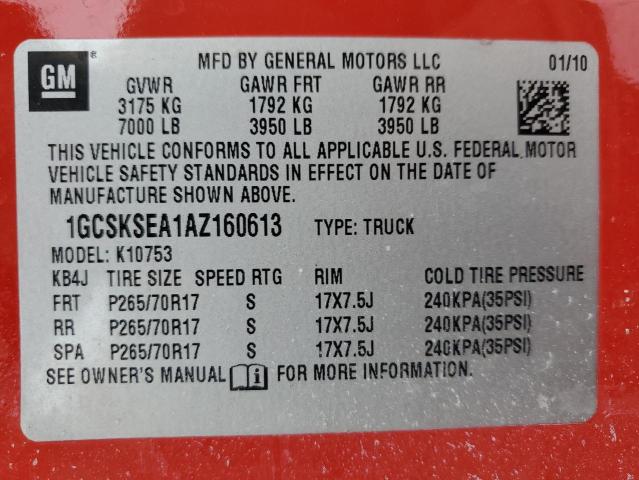 GM
MFD BY GENERAL MOTORS LLC 01/10
GVWR GAWR FRT GAWR RR
3175 KG 1792 KG 1792 KG
7000 LB 3950 LB 3950 LB
THIS VEHICLE CONFORMS TO ALL APPLICABLE U.S. FEDERAL MOTOR
VEHICLE SAFETY STANDARDS IN EFFECT ON THE DATE OF
MANUFACTURE SHOWN ABOVE.
1GCSKSEA1AZ160613 TYPE: TRUCK
MODEL: K10753
KB4J TIRE SIZE SPEED RTG RIM COLD TIRE PRESSURE
FRT P265/70R17 S 17X7.5J 240KPA(35PSI)
RR P265/70R17 S 17X7.5J 240KPA(35PSI)
SPA P265/70R17 S 17X7.5J 240KPA(35PSI)
SEE OWNER'S MANUAL i FOR MORE INFORMATION.